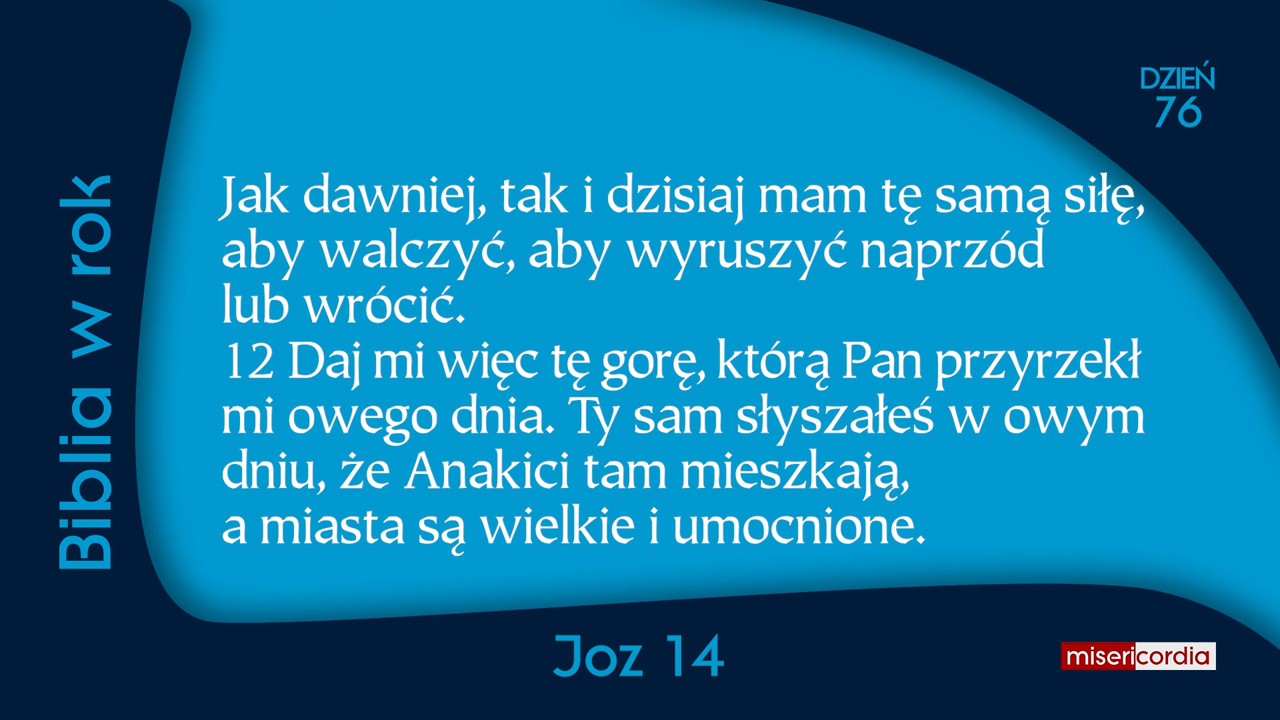 DZIEŃ
76
Biblia w rok
Jak dawniej, tak i dzisiaj mam tę samą siłę,
aby walczyć, aby wyruszyć naprzód
lub wrócić.
12 Daj mi więc tę gorę, którą Pan przyrzekł
mi owego dnia. Ty sam słyszałeś w owym
dniu, że Anakici tam mieszkają,
a miasta są wielkie i umocnione.
Joz 14
misericordia